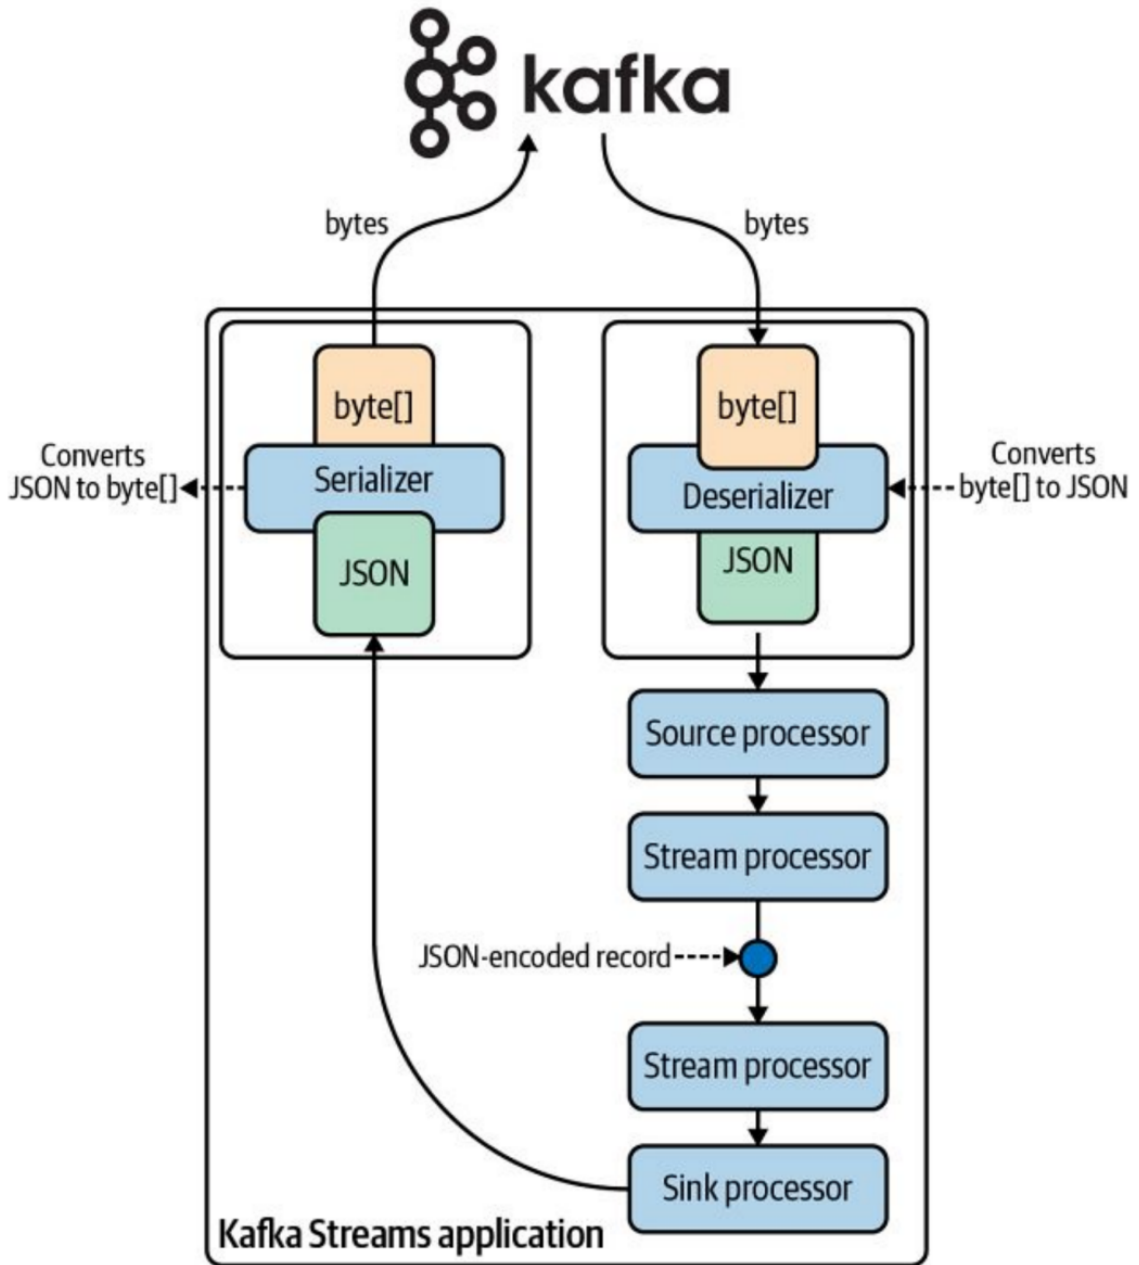 kafka
bytes
bytes
byte[]
byte[]
Converts
JSON to byte[]
Serializer
Deserializer
Converts
byte[] to JSON
JSON
JSON
Source processor
Stream processor
JSON-encoded record
Stream processor
Sink processor
Kafka Streams application